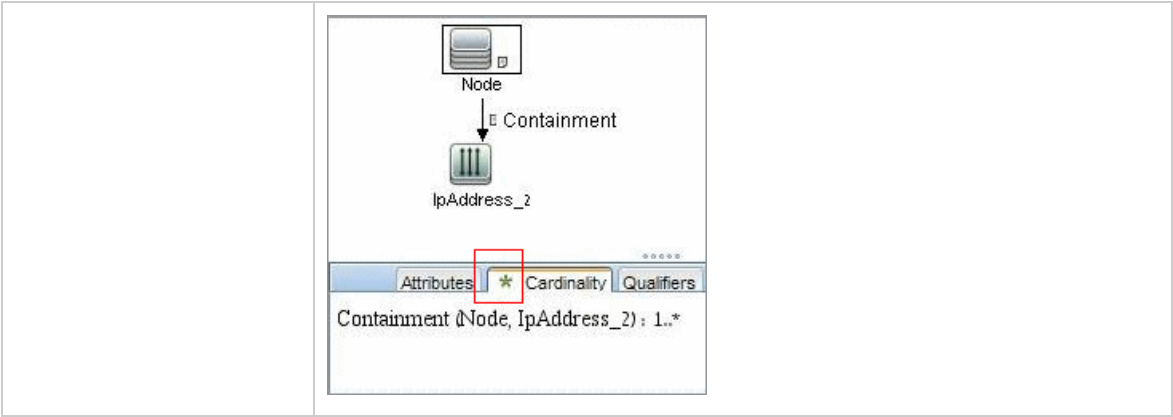 Node
Containment
IpAddress_2
Attributes * Cardinality Qualifiers
Containment (Node, IpAddress_2) : 1..*